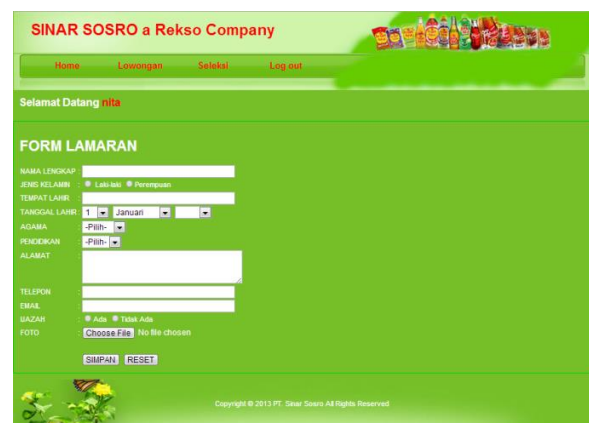 SINAR SOSRO a Rekso Company
Home Lowongan Seleksi Log out
Selamat Datang nita
FORM LAMARAN
NAMA LENGKAP :
JENIS KELAMIN : Laki-laki Perempuan
TEMPAT LAHIR :
TANGGAL LAHIR : 1 Januari
AGAMA : -Pilih-
PENDIDIKAN : -Pilih-
ALAMAT :
TELEPON :
EMAIL :
IJAZAH : Ada Tidak Ada
FOTO : Choose File No file chosen
SIMPAN RESET
Copyright © 2013 PT. Sinar Sosro All Rights Reserved